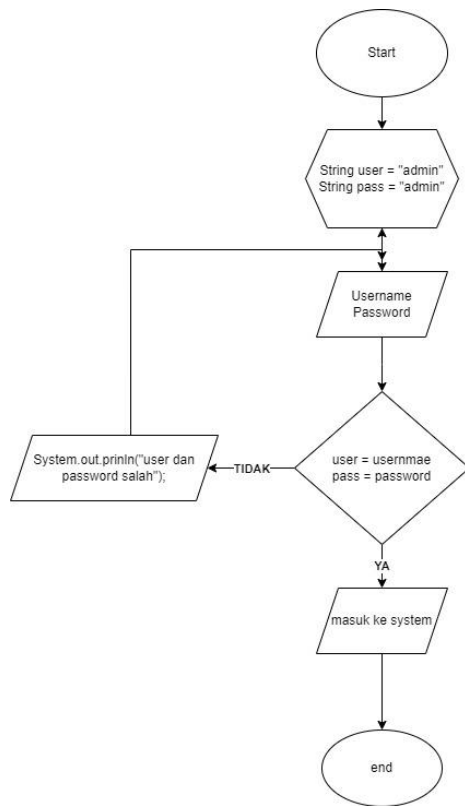 Start
String user = "admin"
String pass = "admin"
Username
Password
user = usernmae
pass = password
TIDAK
System.out.prinln("user dan
password salah");
YA
masuk ke system
end